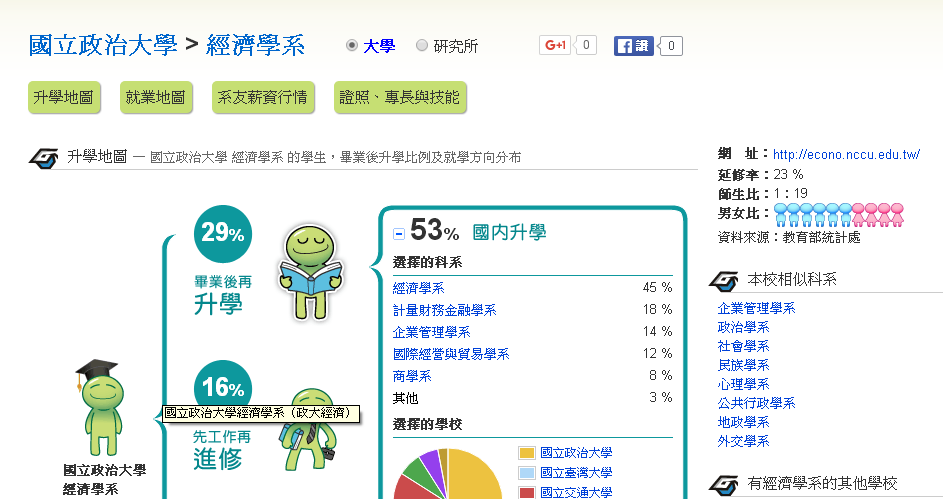 國立政治大學 > 經濟學系
大學 研究所
G+1 0
讚 0
升學地圖 就業地圖 系友薪資行情 證照、專長與技能
升學地圖 — 國立政治大學 經濟學系 的學生，畢業後升學比例及就學方向分布
29%
畢業後再
升學
16%
國立政治大學經濟學系（政大經濟）
先工作再
進修
國立政治大學
經濟學系
53% 國內升學
選擇的科系
經濟學系 45 %
計量財務金融學系 18 %
企業管理學系 14 %
國際經營與貿易學系 12 %
商學系 8 %
其他 3 %
選擇的學校
國立政治大學
國立臺灣大學
國立交通大學
網 址：http://econo.nccu.edu.tw/
延修率：23 %
師生比：1：19
男女比：
資料來源：教育部統計處
本校相似科系
企業管理學系
政治學系
社會學系
民族學系
心理學系
公共行政學系
地政學系
外交學系
有經濟學系的其他學校